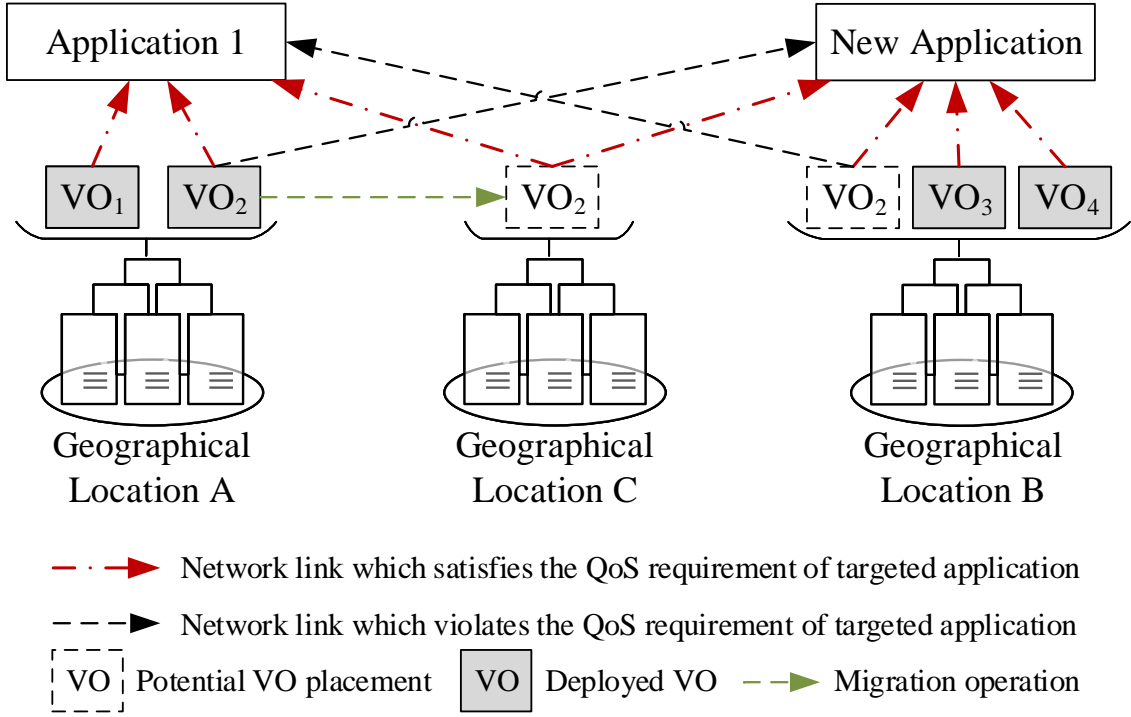 Application 1
New Application
VO₁
VO₂
VO₂
VO₂
VO₃
VO₄
Geographical
Location A
Geographical
Location C
Geographical
Location B
Network link which satisfies the QoS requirement of targeted application
Network link which violates the QoS requirement of targeted application
VO
Potential VO placement
VO
Deployed VO
Migration operation